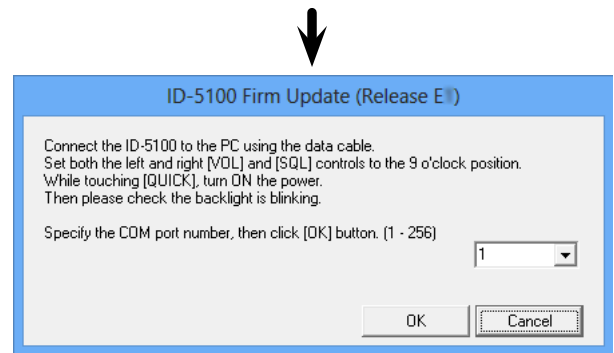 ID-5100 Firm Update (Release E)
Connect the ID-5100 to the PC using the data cable.
Set both the left and right [VOL] and [SQL] controls to the 9 o'clock position.
While touching [QUICK], turn ON the power.
Then please check the backlight is blinking.
Specify the COM port number, then click [OK] button. (1 - 256)
1
OK Cancel